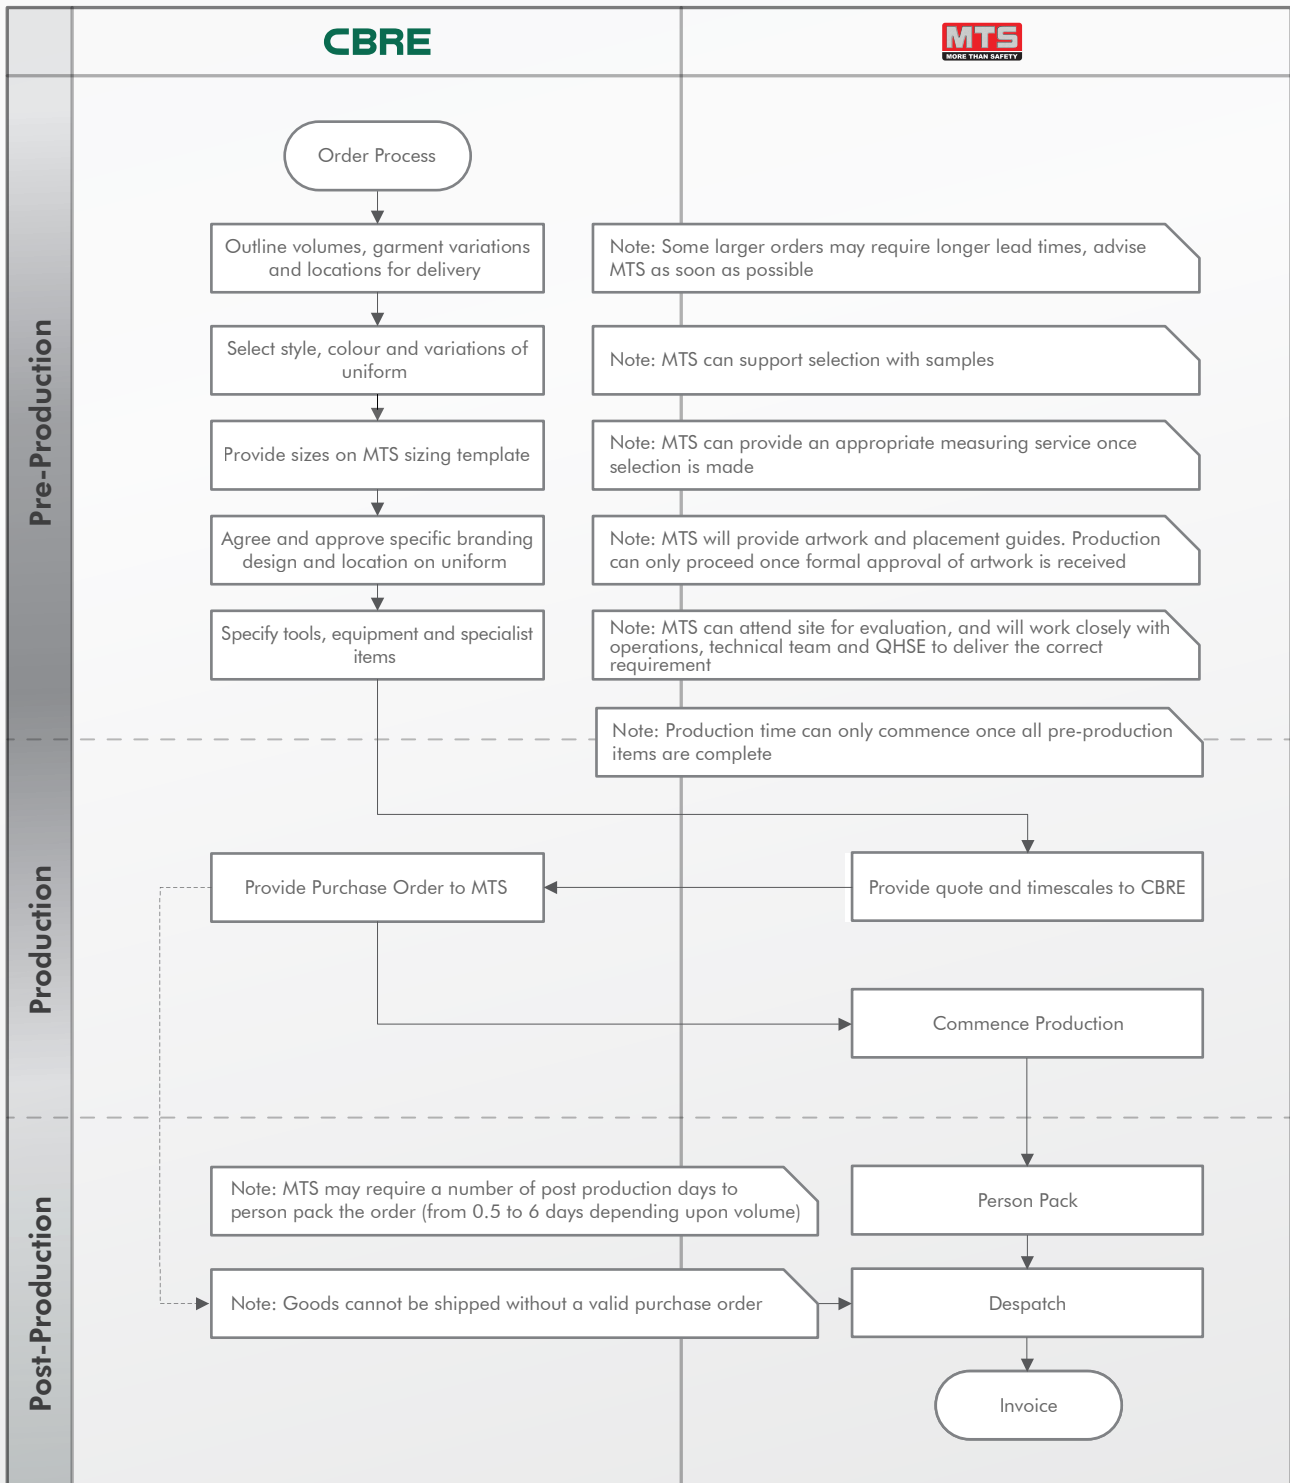 CBRE
MTS
MORE THAN SAFETY
Pre-Production
Order Process
Outline volumes, garment variations
and locations for delivery
Note: Some larger orders may require longer lead times, advise
MTS as soon as possible
Select style, colour and variations of
uniform
Note: MTS can support selection with samples
Provide sizes on MTS sizing template
Note: MTS can provide an appropriate measuring service once
selection is made
Agree and approve specific branding
design and location on uniform
Note: MTS will provide artwork and placement guides. Production
can only proceed once formal approval of artwork is received
Specify tools, equipment and specialist
items
Note: MTS can attend site for evaluation, and will work closely with
operations, technical team and QHSE to deliver the correct
requirement
Note: Production time can only commence once all pre-production
items are complete
Production
Provide Purchase Order to MTS
Provide quote and timescales to CBRE
Commence Production
Post-Production
Note: MTS may require a number of post production days to
person pack the order (from 0.5 to 6 days depending upon volume)
Person Pack
Note: Goods cannot be shipped without a valid purchase order
Despatch
Invoice